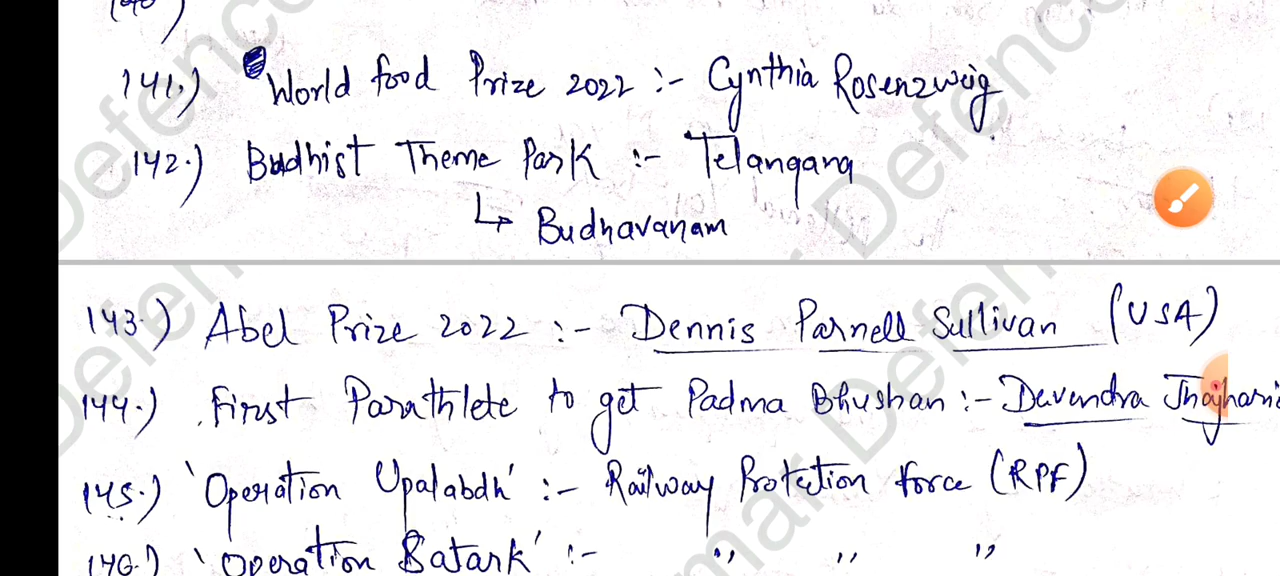 141.) World food Prize 2022 :- Cynthia Rosenzweig
142.) Budhist Theme Park :- Telangana
↳ Budhavanam
143.) Abel Prize 2022 :- Dennis Parnell Sullivan (USA)
144.) First Parathlete to get Padma Bhushan :- Devendra Jhajharia
145.) 'Operation Upalabdh' :- Railway Protection force (RPF)
146.) 'Operation Satark' :- " " "